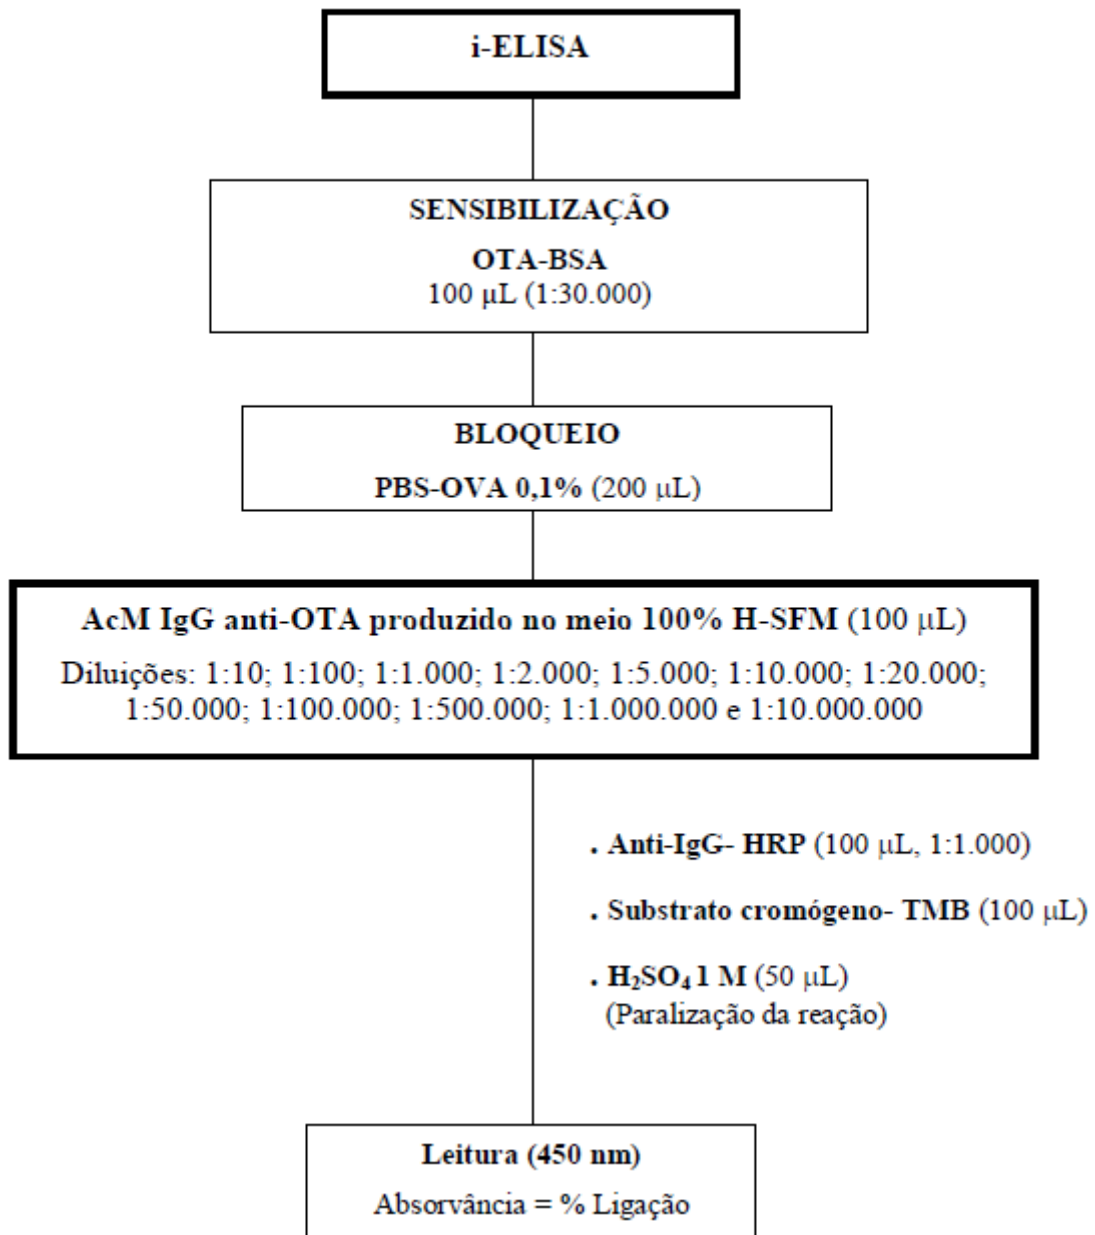 i-ELISA
SENSIBILIZAÇÃO
OTA-BSA
100 µL (1:30.000)
BLOQUEIO
PBS-OVA 0,1% (200 µL)
AcM IgG anti-OTA produzido no meio 100% H-SFM (100 µL)
Diluições: 1:10; 1:100; 1:1.000; 1:2.000; 1:5.000; 1:10.000; 1:20.000;
1:50.000; 1:100.000; 1:500.000; 1:1.000.000 e 1:10.000.000
. Anti-IgG- HRP (100 µL, 1:1.000)
. Substrato cromógeno- TMB (100 µL)
. H₂SO₄ 1 M (50 µL)
(Paralização da reação)
Leitura (450 nm)
Absorvância = % Ligação